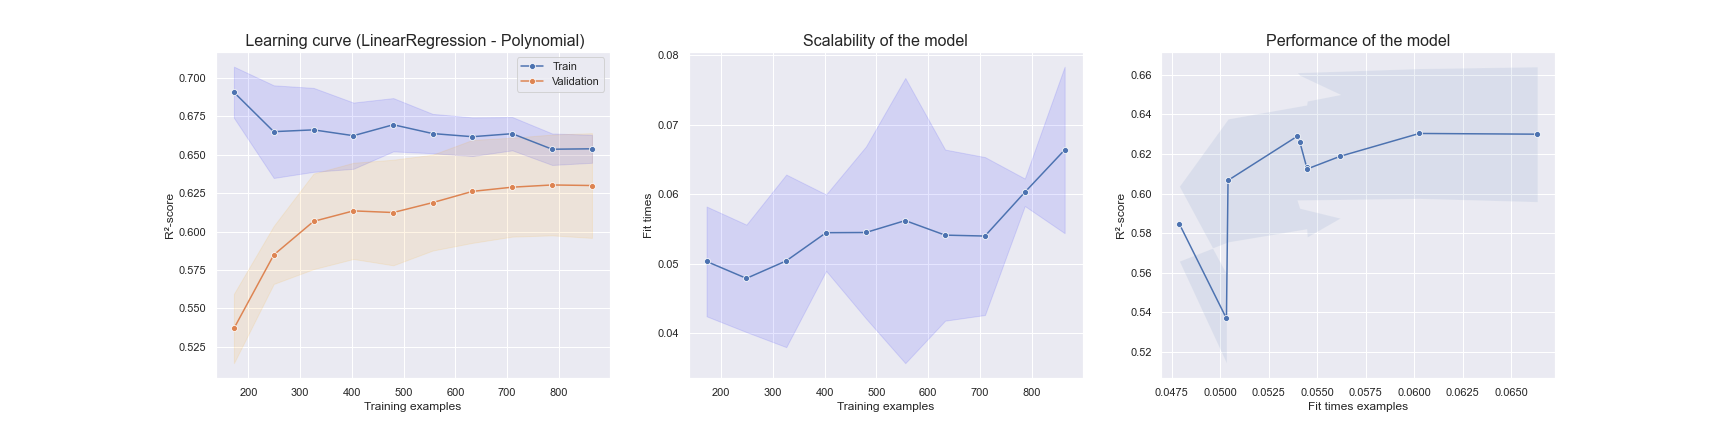 Learning curve (LinearRegression - Polynomial)
Train
Validation
0.700
0.675
0.650
0.625
0.600
0.575
0.550
0.525
R²-score
200 300 400 500 600 700 800
Training examples
Scalability of the model
0.08
0.07
0.06
0.05
0.04
Fit times
200 300 400 500 600 700 800
Training examples
Performance of the model
0.66
0.64
0.62
0.60
0.58
0.56
0.54
0.52
R²-score
0.0475 0.0500 0.0525 0.0550 0.0575 0.0600 0.0625 0.0650
Fit times examples